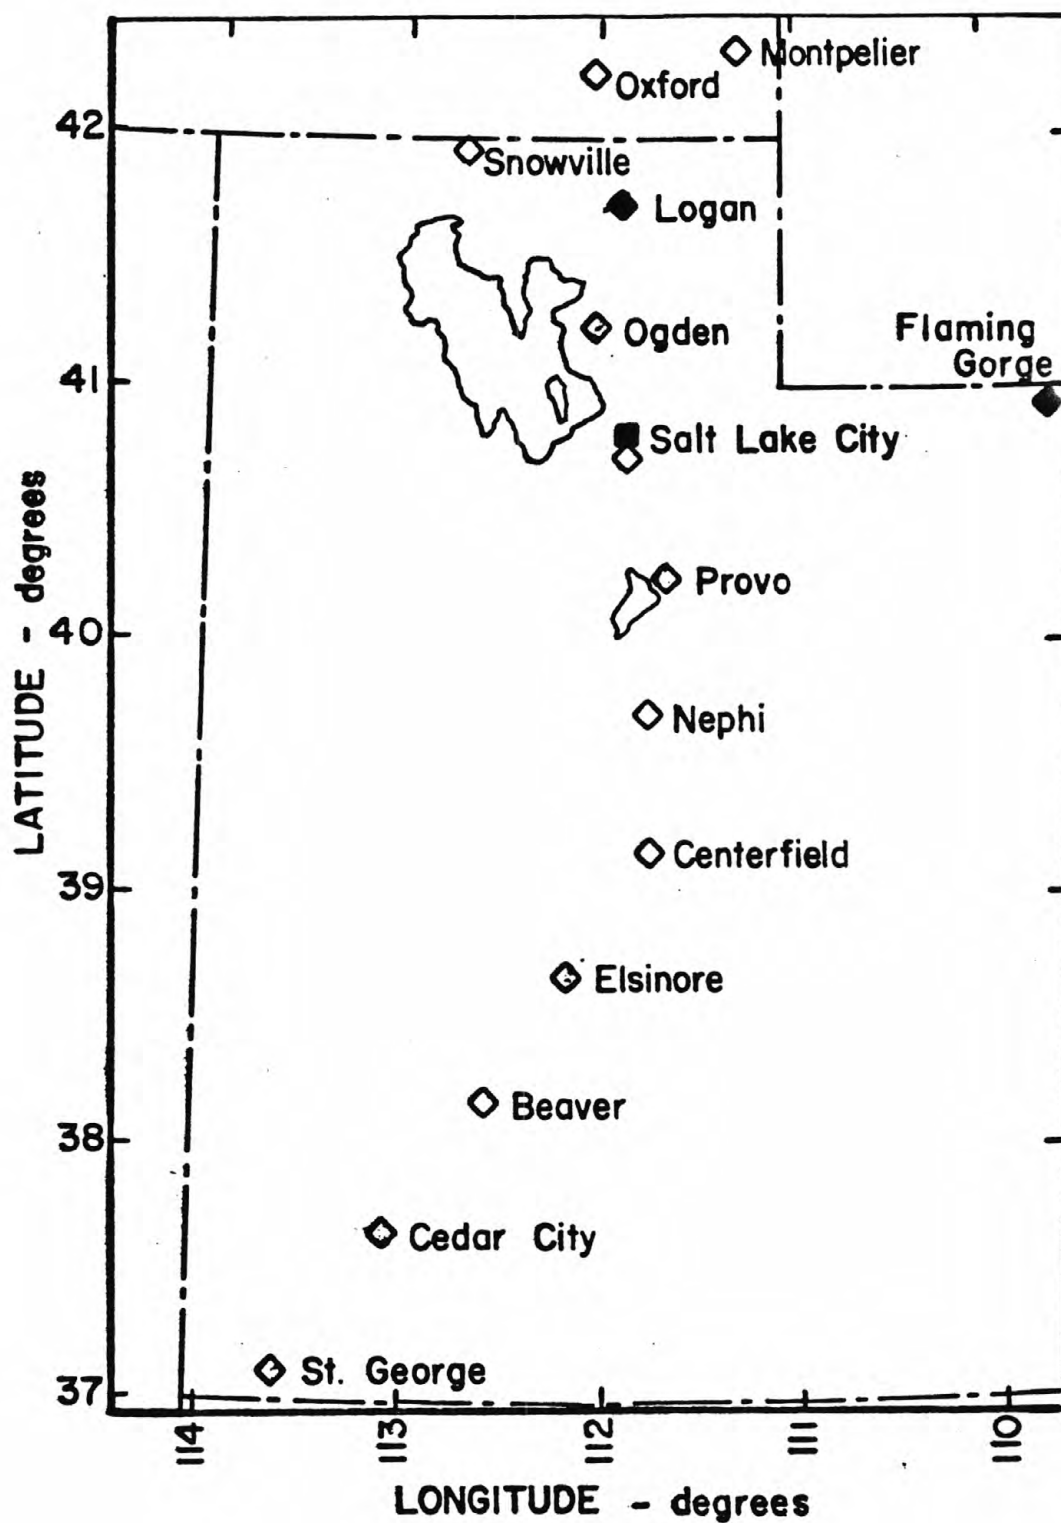 Montpelier
Oxford
42
Snowville
Logan
Ogden
Flaming
Gorge
41
Salt Lake City
LATITUDE - degrees
Provo
40
Nephi
Centerfield
39
Elsinore
Beaver
38
Cedar City
St. George
37
114
113
112
111
110
LONGITUDE - degrees